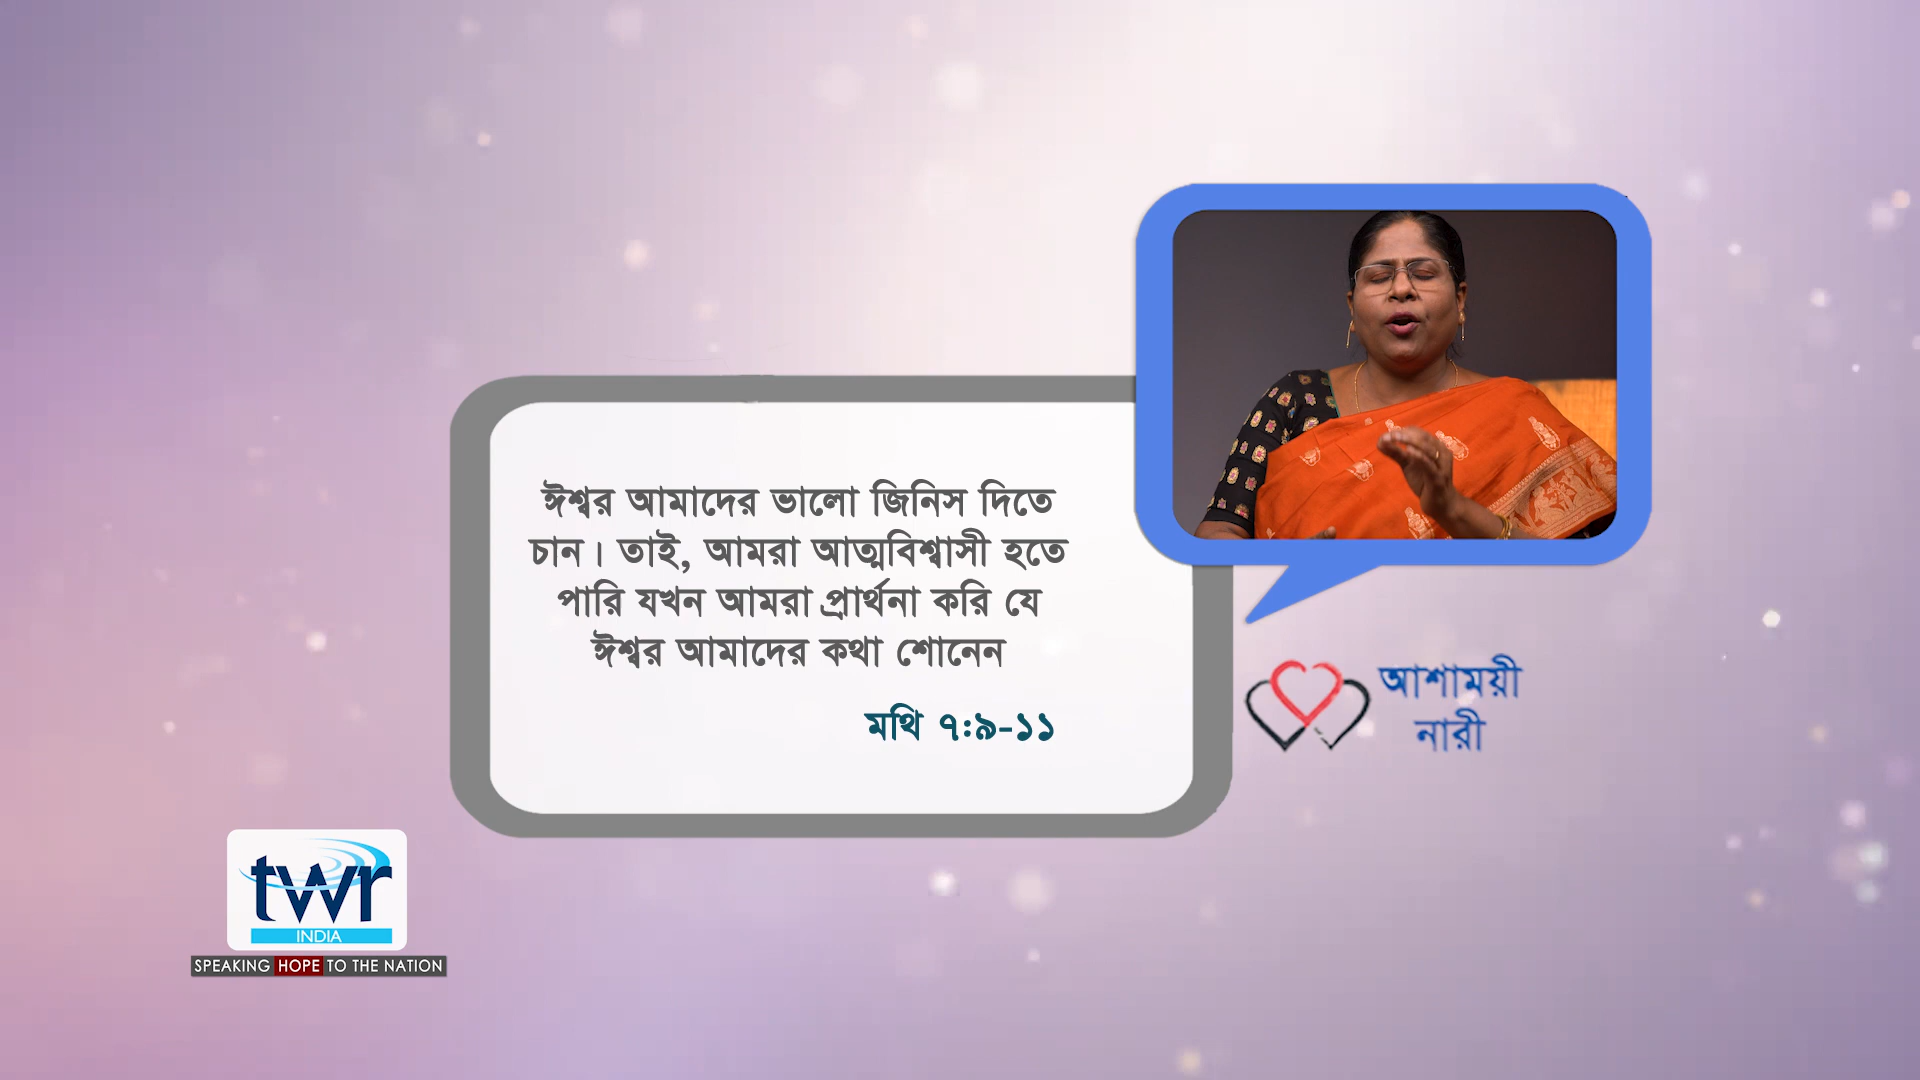 ঈশ্বর আমাদের ভালো জিনিস দিতে
চান। তাই, আমরা আত্মবিশ্বাসী হতে
পারি যখন আমরা প্রার্থনা করি যে
ঈশ্বর আমাদের কথা শোনেন
মথি ৭:৯-১১
আশাময়ী
নারী
twr
INDIA
SPEAKING HOPE TO THE NATION